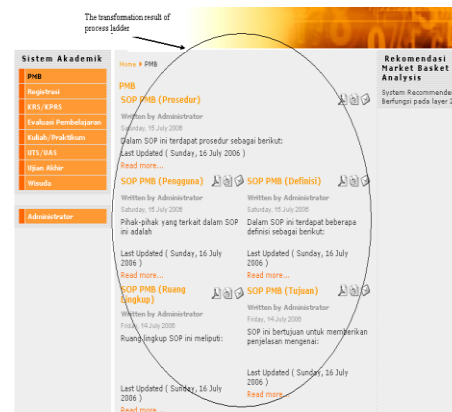 The transformation result of
process ladder
Sistem Akademik
PMB
Registrasi
KRS/KPRS
Evaluasi Pembelajaran
Kuliah/Praktikum
UTS/UAS
Ujian Akhir
Wisuda
Administrator
Home PMB
PMB
SOP PMB (Prosedur)
Written by Administrator
Saturday, 15 July 2006
Dalam SOP ini terdapat prosedur sebagai berikut:
Last Updated ( Sunday, 16 July 2006 )
Read more...
SOP PMB (Pengguna)
Written by Administrator
Saturday, 15 July 2006
Pihak-pihak yang terkait dalam SOP
ini adalah
Last Updated ( Sunday, 16 July
2006 )
Read more...
SOP PMB (Definisi)
Written by Administrator
Saturday, 15 July 2006
Dalam SOP ini terdapat beberapa
definisi sebagai berikut:
Last Updated ( Sunday, 16 July
2006 )
Read more...
SOP PMB (Ruang
Lingkup)
Written by Administrator
Friday, 14 July 2006
Ruang lingkup SOP ini meliputi:
Last Updated ( Sunday, 16 July
2006 )
Read more...
SOP PMB (Tujuan)
Written by Administrator
Friday, 14 July 2006
SOP ini bertujuan untuk memberikan
penjelasan mengenai:
Last Updated ( Sunday, 16 July
2006 )
Read more...
Rekomendasi
Market Basket
Analysis
System Recommende
Berfungsi pada layer 2